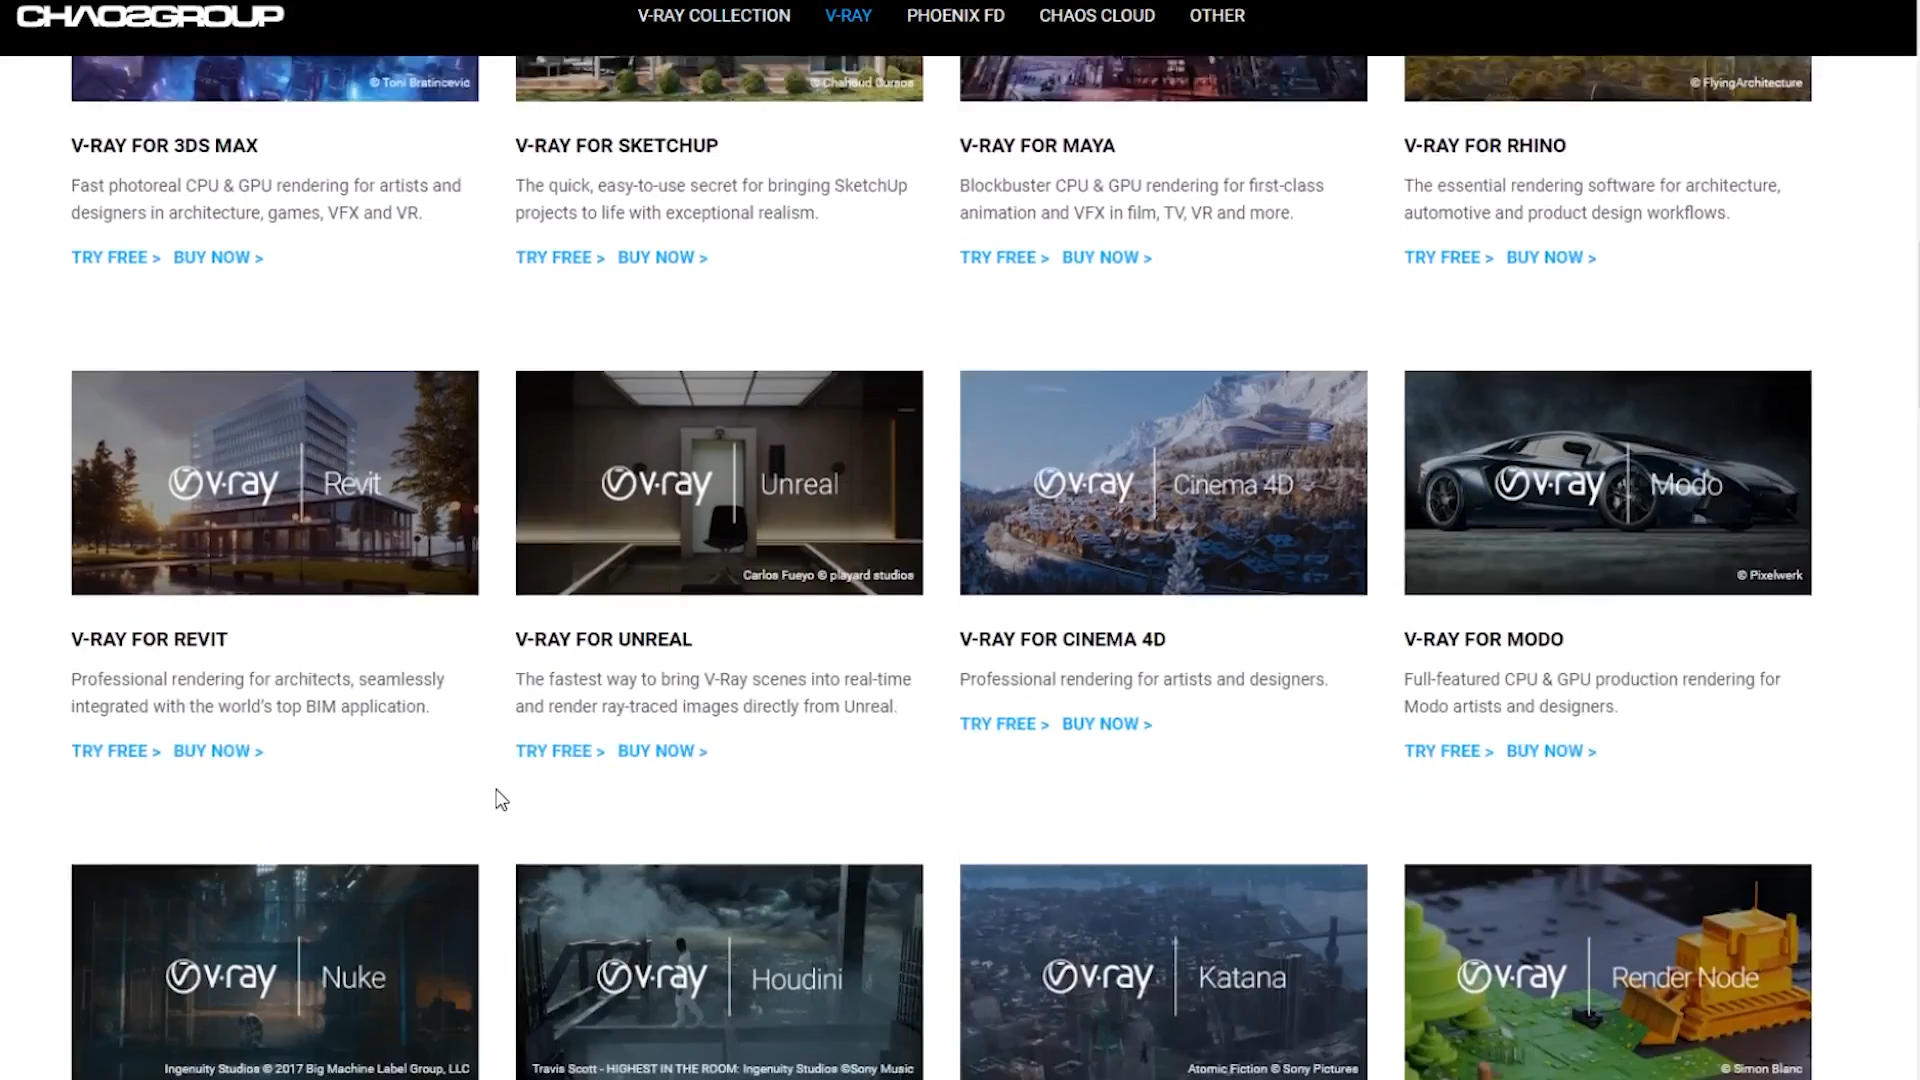 CHAOSGROUP
V-RAY COLLECTION
V-RAY
PHOENIX FD
CHAOS CLOUD
OTHER
© Toni Bratincevic
© Chahoud Gumos
© FlyingArchitecture
V-RAY FOR 3DS MAX
Fast photoreal CPU & GPU rendering for artists and
designers in architecture, games, VFX and VR.
TRY FREE > BUY NOW >
V-RAY FOR SKETCHUP
The quick, easy-to-use secret for bringing SketchUp
projects to life with exceptional realism.
TRY FREE > BUY NOW >
V-RAY FOR MAYA
Blockbuster CPU & GPU rendering for first-class
animation and VFX in film, TV, VR and more.
TRY FREE > BUY NOW >
V-RAY FOR RHINO
The essential rendering software for architecture,
automotive and product design workflows.
TRY FREE > BUY NOW >
v·ray Revit
V-RAY FOR REVIT
Professional rendering for architects, seamlessly
integrated with the world's top BIM application.
TRY FREE > BUY NOW >
v·ray Unreal
Carlos Fueyo © playard studios
V-RAY FOR UNREAL
The fastest way to bring V-Ray scenes into real-time
and render ray-traced images directly from Unreal.
TRY FREE > BUY NOW >
v·ray Cinema 4D
V-RAY FOR CINEMA 4D
Professional rendering for artists and designers.
TRY FREE > BUY NOW >
v·ray Modo
© Pixelwerk
V-RAY FOR MODO
Full-featured CPU & GPU production rendering for
Modo artists and designers.
TRY FREE > BUY NOW >
v·ray Nuke
Ingenuity Studios © 2017 Big Machine Label Group, LLC
v·ray Houdini
Travis Scott - HIGHEST IN THE ROOM: Ingenuity Studios ©Sony Music
v·ray Katana
Atomic Fiction © Sony Pictures
v·ray Render Node
© Simon Blanc